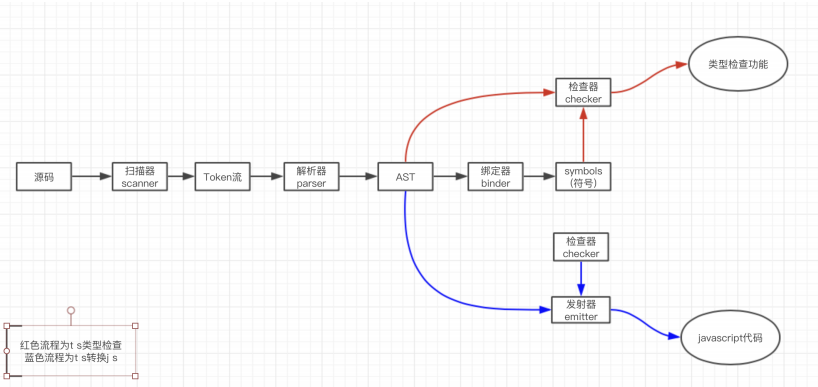 类型检查功能
检查器
checker
源码
扫描器
scanner
Token流
解析器
parser
AST
绑定器
binder
symbols
（符号）
检查器
checker
发射器
emitter
javascript代码
红色流程为t s类型检查
蓝色流程为t s转换j s